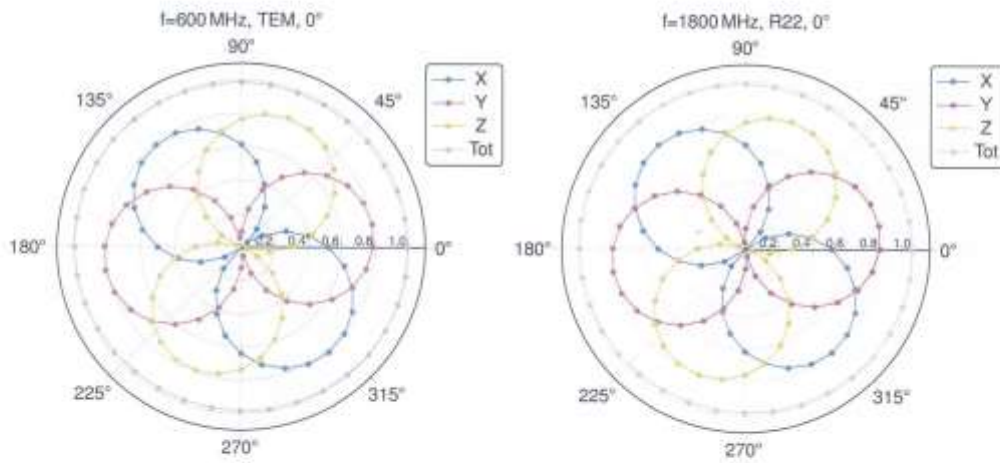 f=600 MHz, TEM, 0°
90°
135°
45°
X
Y
Z
Tot
180°
0.2 0.4 0.6 0.8 1.0
0°
225°
315°
270°
f=1800 MHz, R22, 0°
90°
135°
45°
X
Y
Z
Tot
180°
0.2 0.4 0.6 0.8 1.0
0°
225°
315°
270°